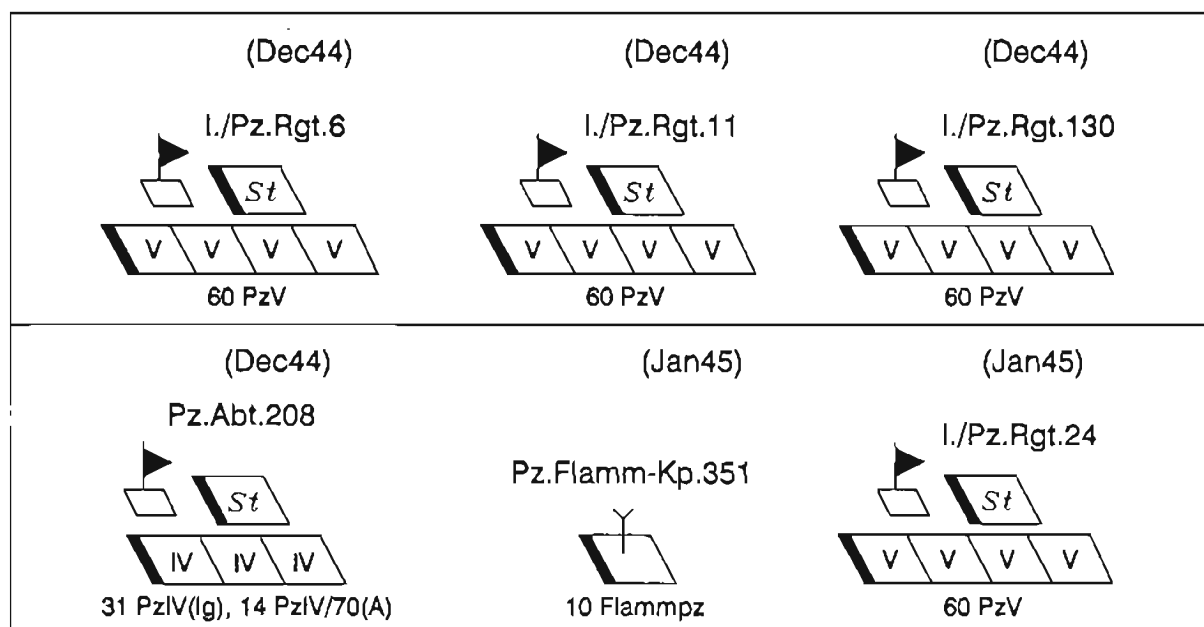 (Dec44)
I./Pz.Rgt.6
St
V V V V
60 PzV
(Dec44)
I./Pz.Rgt.11
St
V V V V
60 PzV
(Dec44)
I./Pz.Rgt.130
St
V V V V
60 PzV
(Dec44)
Pz.Abt.208
St
IV IV IV
31 PzIV(lg), 14 PzIV/70(A)
(Jan45)
Pz.Flamm-Kp.351
10 Flammpz
(Jan45)
I./Pz.Rgt.24
St
V V V V
60 PzV